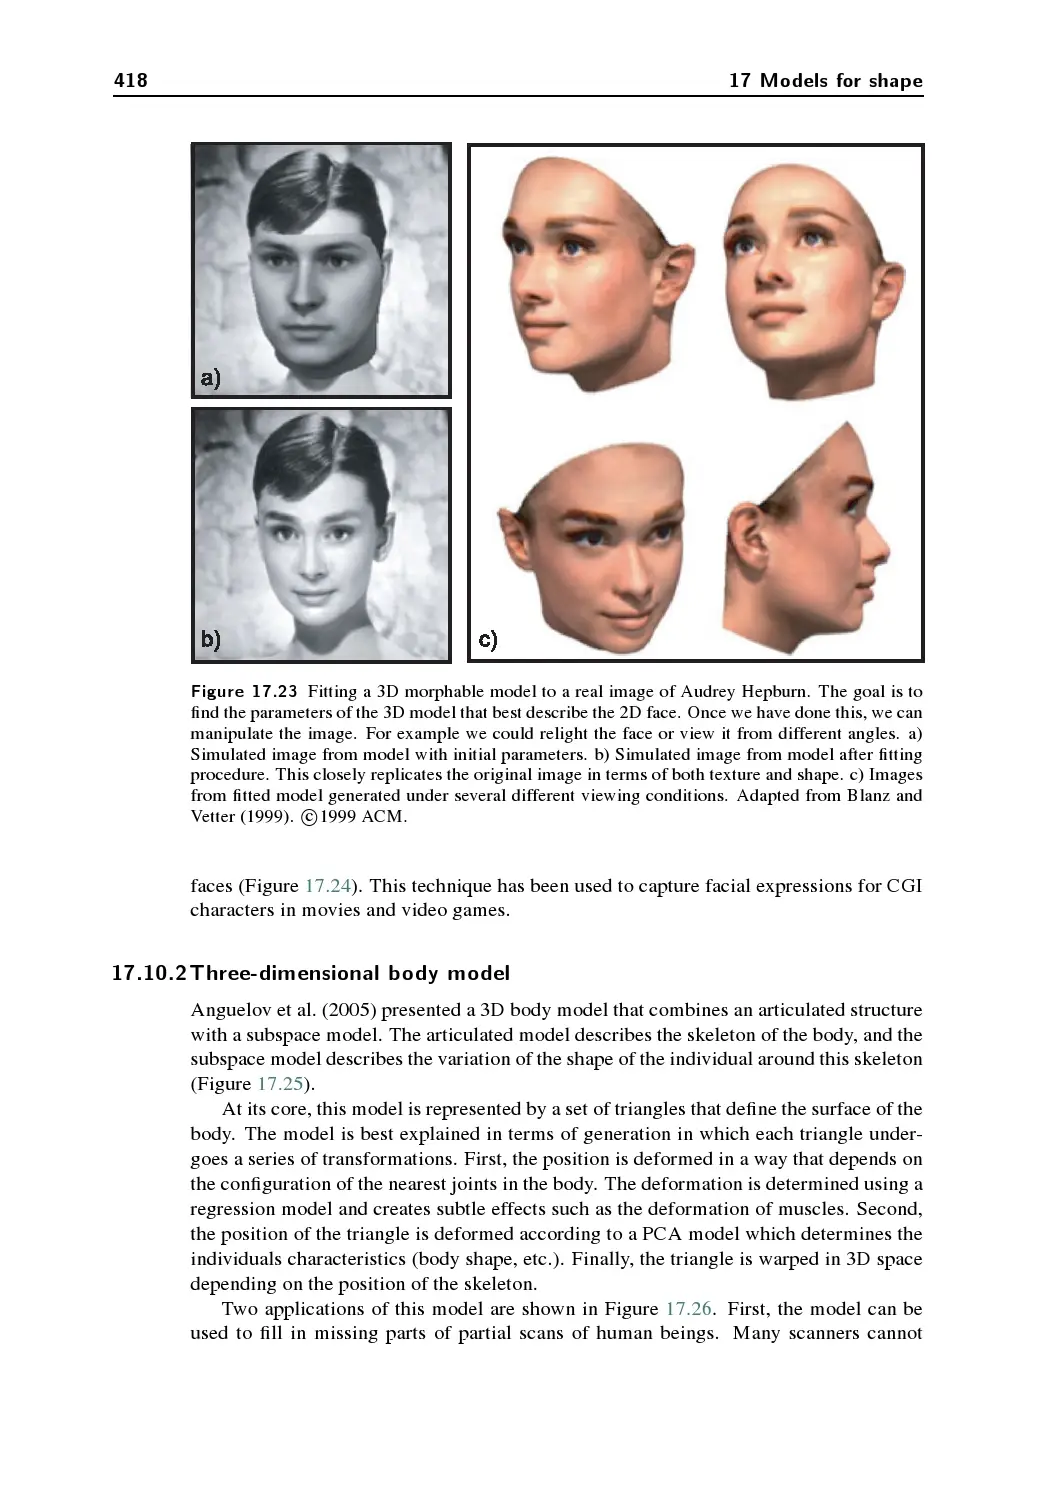 418
17 Models for shape
a)
b)
c)
Figure 17.23 Fitting a 3D morphable model to a real image of Audrey Hepburn. The goal is to
find the parameters of the 3D model that best describe the 2D face. Once we have done this, we can
manipulate the image. For example we could relight the face or view it from different angles. a)
Simulated image from model with initial parameters. b) Simulated image from model after fitting
procedure. This closely replicates the original image in terms of both texture and shape. c) Images
from fitted model generated under several different viewing conditions. Adapted from Blanz and
Vetter (1999). ©1999 ACM.
faces (Figure 17.24). This technique has been used to capture facial expressions for CGI
characters in movies and video games.
17.10.2 Three-dimensional body model
Anguelov et al. (2005) presented a 3D body model that combines an articulated structure
with a subspace model. The articulated model describes the skeleton of the body, and the
subspace model describes the variation of the shape of the individual around this skeleton
(Figure 17.25).
At its core, this model is represented by a set of triangles that define the surface of the
body. The model is best explained in terms of generation in which each triangle under-
goes a series of transformations. First, the position is deformed in a way that depends on
the configuration of the nearest joints in the body. The deformation is determined using a
regression model and creates subtle effects such as the deformation of muscles. Second,
the position of the triangle is deformed according to a PCA model which determines the
individuals characteristics (body shape, etc.). Finally, the triangle is warped in 3D space
depending on the position of the skeleton.
Two applications of this model are shown in Figure 17.26. First, the model can be
used to fill in missing parts of partial scans of human beings. Many scanners cannot